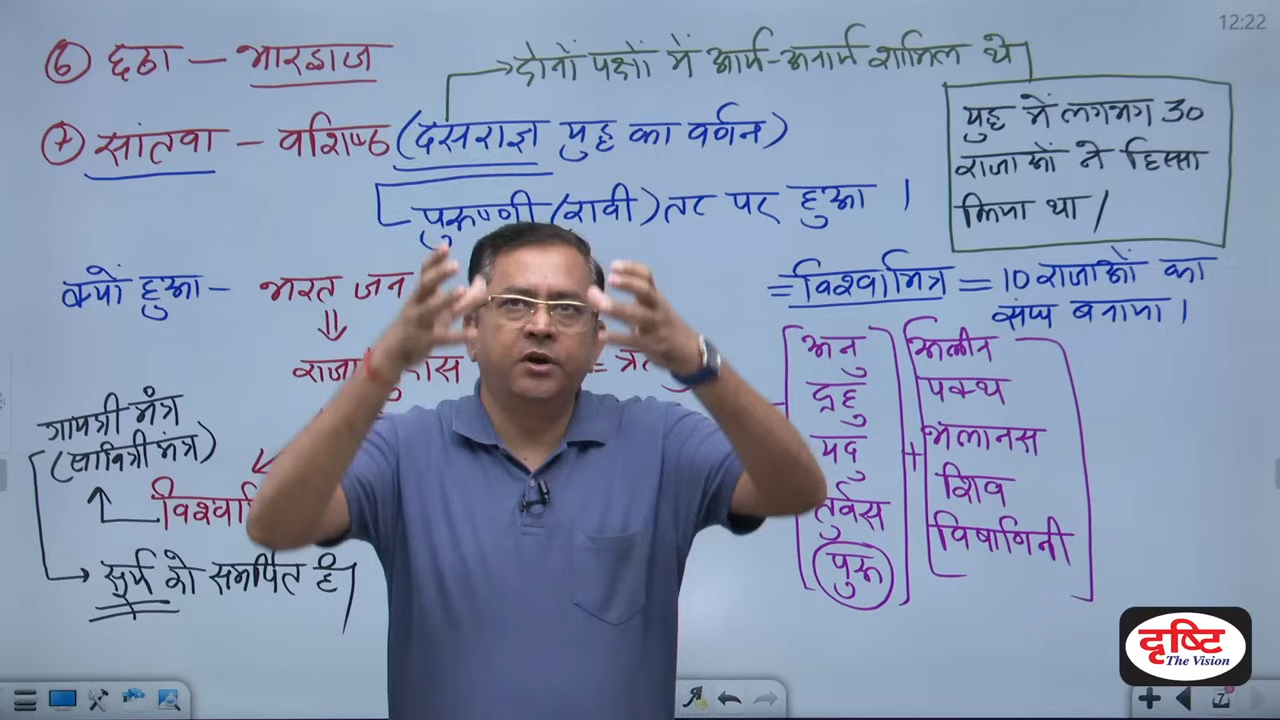 12:22
⑥ छठा – भारद्वाज
→ दोनों पक्षों में आर्य-अनार्य शामिल थे
⑦ सांतवा – वशिष्ठ (दसराज्ञ युद्ध का वर्णन)
पुरूष्णी (रावी) तट पर हुआ ।
युद्ध में लगभग 30
राजाओं ने हिस्सा
लिया था /
क्यों हुआ – भारत जन
= विश्वामित्र = 10 राजाओं का
संघ बनाया ।
राजा
गायत्री मंत्र
(सावित्री मंत्र)
→ सूर्य को समर्पित है/
अनु
द्रहु
यदु
तुर्वस
पुरू
+
अलीन
पक्थ
भलानस
शिव
विषाणिनी
दृष्टि
The Vision